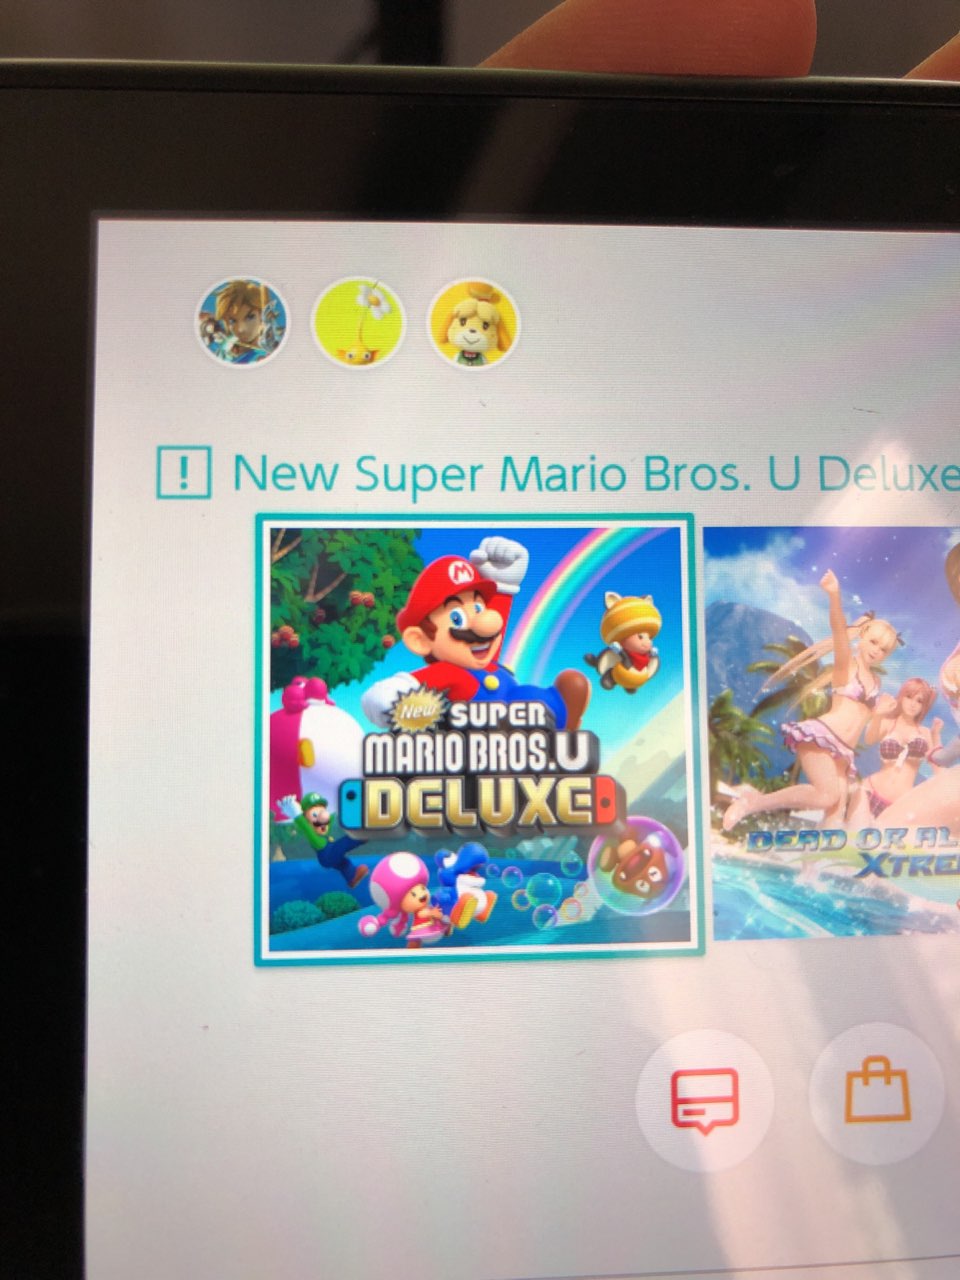 ! New Super Mario Bros. U Deluxe
M
New SUPER
MARIO BROS.U
DELUXE
DEAD OR AL
XTRE